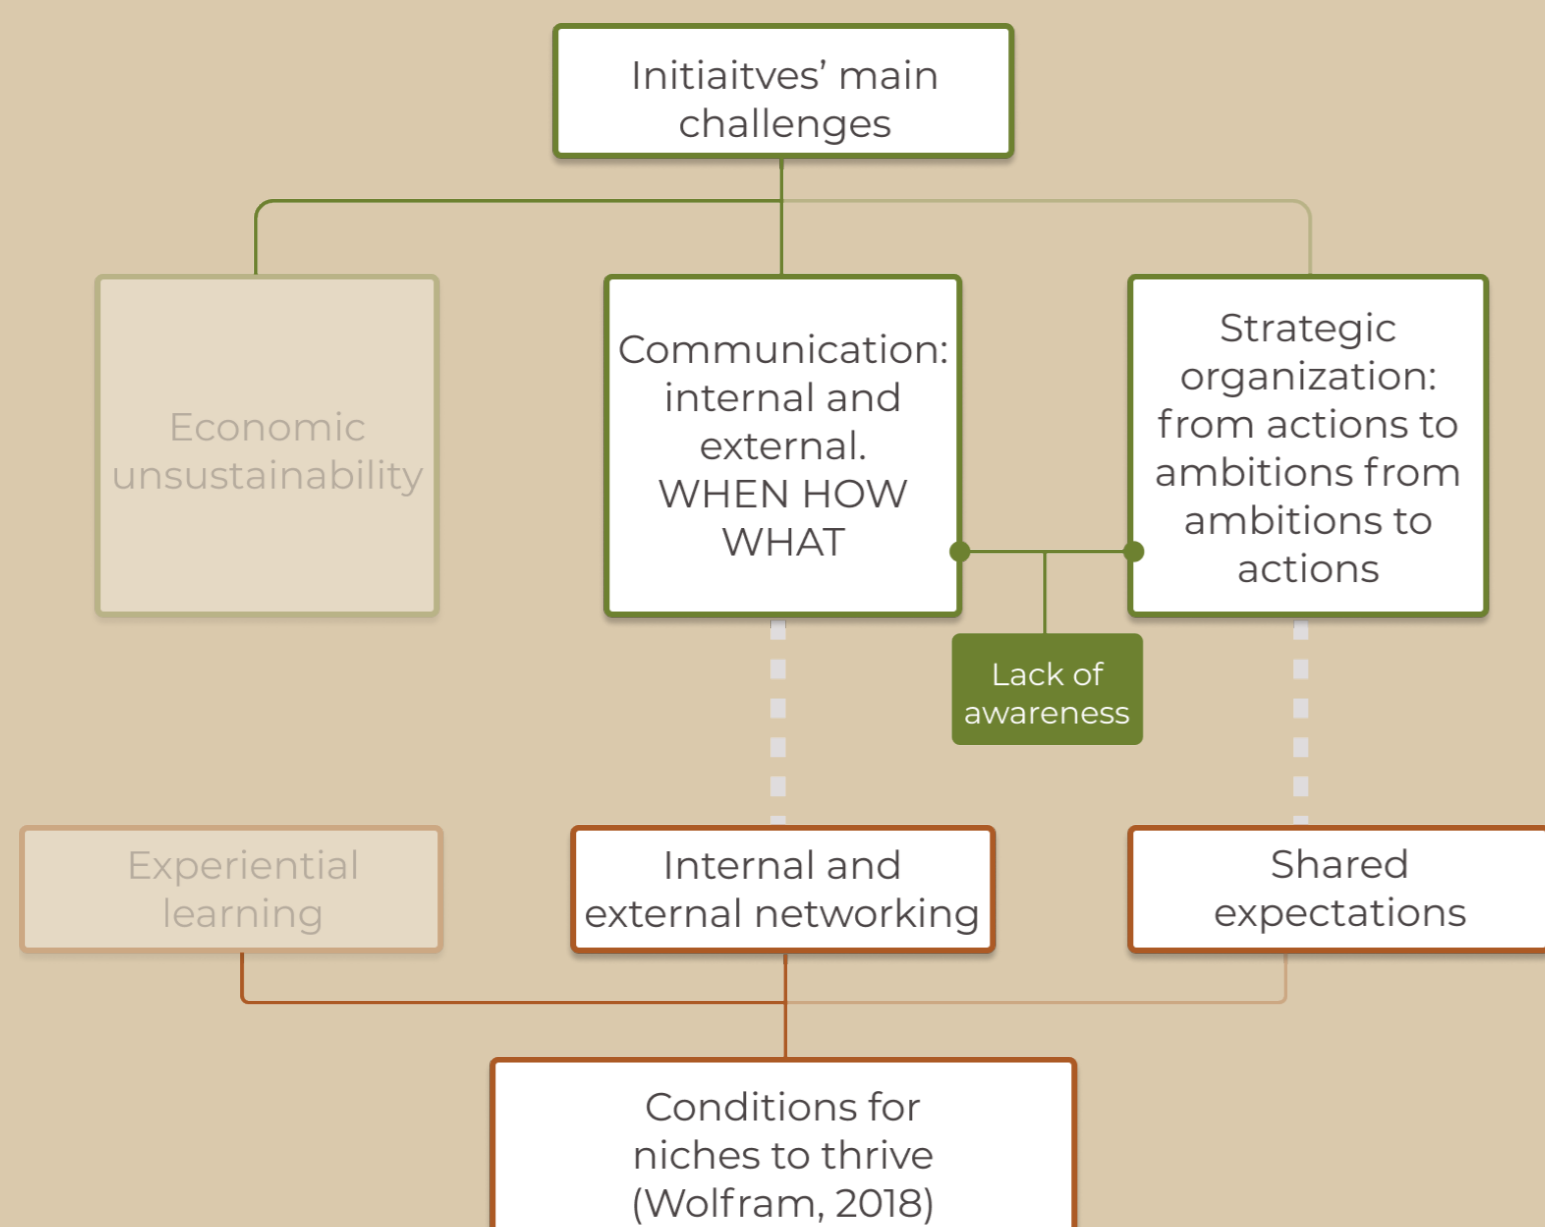 Initiaitves’ main
challenges
Economic
unsustainability
Communication:
internal and
external.
WHEN HOW
WHAT
Strategic
organization:
from actions to
ambitions from
ambitions to
actions
Lack of
awareness
Experiential
learning
Internal and
external networking
Shared
expectations
Conditions for
niches to thrive
(Wolfram, 2018)